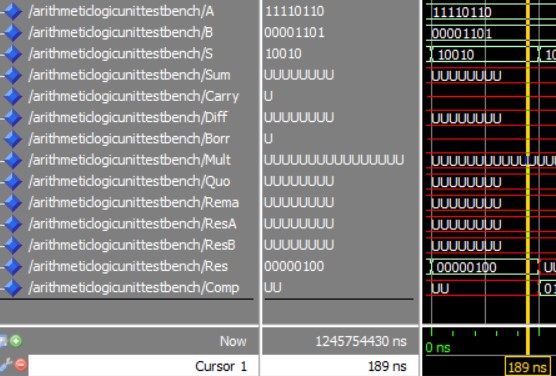 /arithmeticlogicunittestbench/A 11110110 11110110
/arithmeticlogicunittestbench/B 00001101 00001101
/arithmeticlogicunittestbench/S 10010 10010 10
/arithmeticlogicunittestbench/Sum UUUUUUUU UUUUUUUU
/arithmeticlogicunittestbench/Carry U
/arithmeticlogicunittestbench/Diff UUUUUUUU UUUUUUUU
/arithmeticlogicunittestbench/Borr U
/arithmeticlogicunittestbench/Mult UUUUUUUUUUUUUUUU UUUUUUUUUUUUUUUU
/arithmeticlogicunittestbench/Quo UUUUUUUU UUUUUUUU
/arithmeticlogicunittestbench/Rema UUUUUUUU UUUUUUUU
/arithmeticlogicunittestbench/ResA UUUUUUUU UUUUUUUU
/arithmeticlogicunittestbench/ResB UUUUUUUU UUUUUUUU
/arithmeticlogicunittestbench/Res 00000100 00000100 UU
/arithmeticlogicunittestbench/Comp UU UU 01
Now 1245754430 ns 0 ns
Cursor 1 189 ns 189 ns